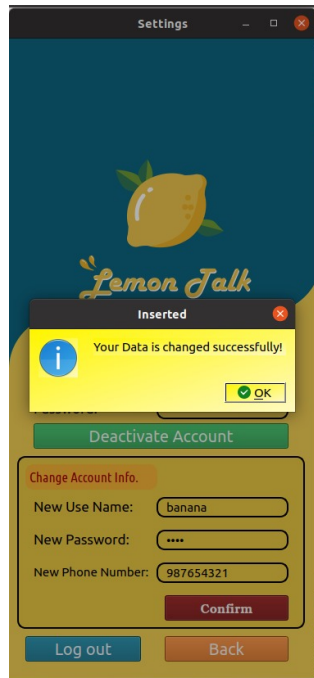 Settings
Lemon Talk
Inserted
Your Data is changed successfully!
OK
Password:
Deactivate Account
Change Account Info.
New Use Name: banana
New Password: ••••
New Phone Number: 987654321
Confirm
Log out Back